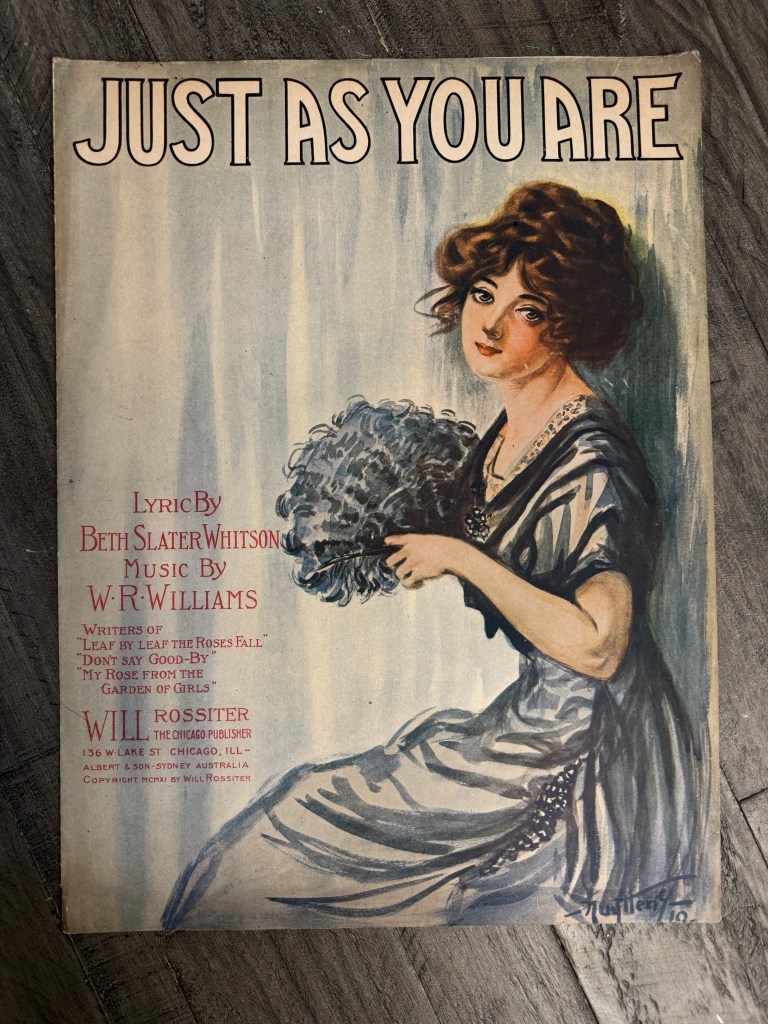 JUST AS YOU ARE
LYRIC BY
BETH SLATER WHITSON
MUSIC BY
W·R·WILLIAMS
WRITERS OF
"LEAF BY LEAF THE ROSES FALL"
"DON'T SAY GOOD-BY"
"MY ROSE FROM THE
GARDEN OF GIRLS"
WILL ROSSITER
THE CHICAGO PUBLISHER
136 W·LAKE ST CHICAGO, ILL-
ALBERT & SON-SYDNEY AUSTRALIA
COPYRIGHT MCMXI BY WILL ROSSITER
10-